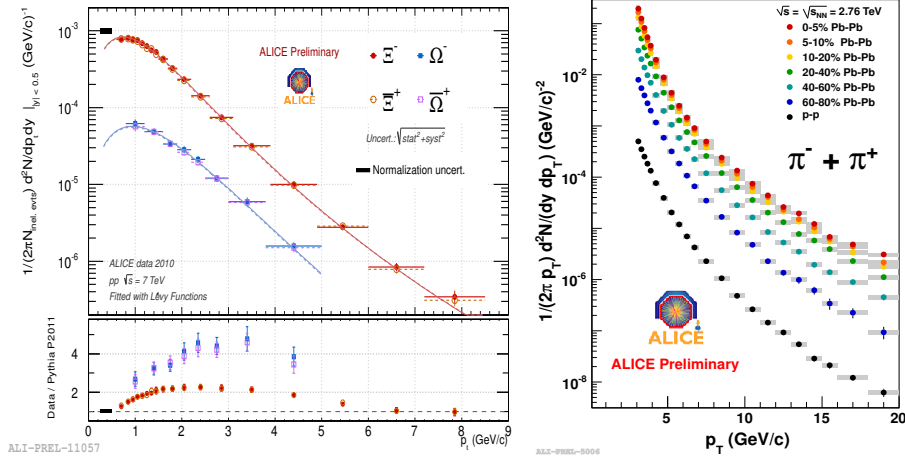 1/(2πN_inel. evts) d²N/dp_t dy |_|y| < 0.5 (GeV/c)⁻¹
10⁻³
10⁻⁴
10⁻⁵
10⁻⁶
ALICE Preliminary
ALICE
Ξ⁻ Ω⁻
Ξ̅⁺ Ω̅⁺
Uncert.: √stat²+syst²
Normalization uncert.
ALICE data 2010
pp √s = 7 TeV
Fitted with Lévy Functions
Data / Pythia P2011
4
2
1
0 1 2 3 4 5 6 7 8 9
p_t (GeV/c)
ALI-PREL-11057
1/(2π p_T) d²N/(dy dp_T) (GeV/c)⁻²
10⁻²
10⁻⁴
10⁻⁶
10⁻⁸
√s = √s_NN = 2.76 TeV
0-5% Pb-Pb
5-10% Pb-Pb
10-20% Pb-Pb
20-40% Pb-Pb
40-60% Pb-Pb
60-80% Pb-Pb
p-p
π⁻ + π⁺
ALICE
ALICE Preliminary
0 5 10 15 20
p_T (GeV/c)
ALI-PREL-5006